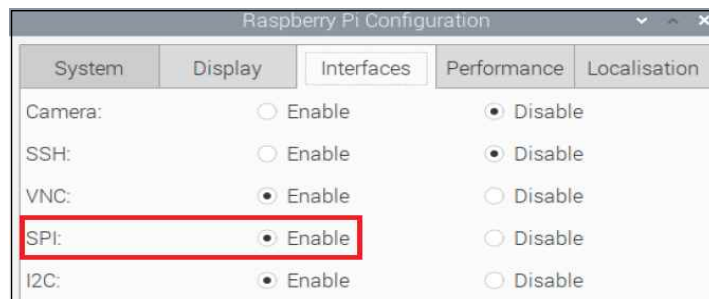 Raspberry Pi Configuration
System Display Interfaces Performance Localisation
Camera: Enable Disable
SSH: Enable Disable
VNC: Enable Disable
SPI: Enable Disable
I2C: Enable Disable